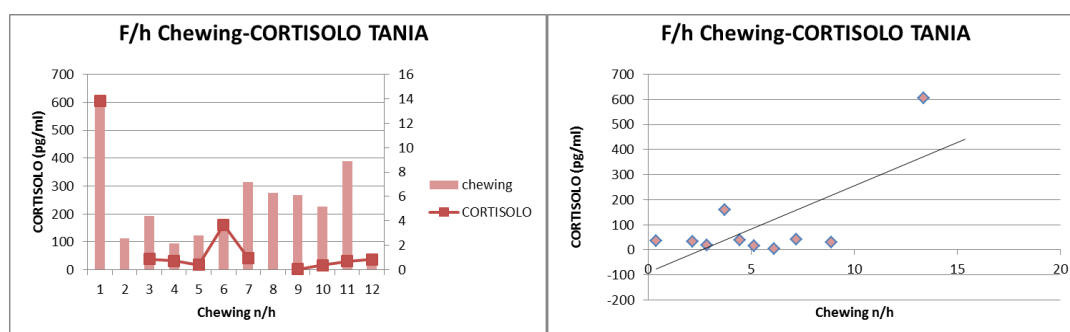 F/h Chewing-CORTISOLO TANIA
700
600
500
400
300
200
100
0
CORTISOLO (pg/ml)
16
14
12
10
8
6
4
2
0
1 2 3 4 5 6 7 8 9 10 11 12
Chewing n/h
chewing
CORTISOLO
F/h Chewing-CORTISOLO TANIA
700
600
500
400
300
200
100
0
-100
-200
CORTISOLO (pg/ml)
0 5 10 15 20
Chewing n/h